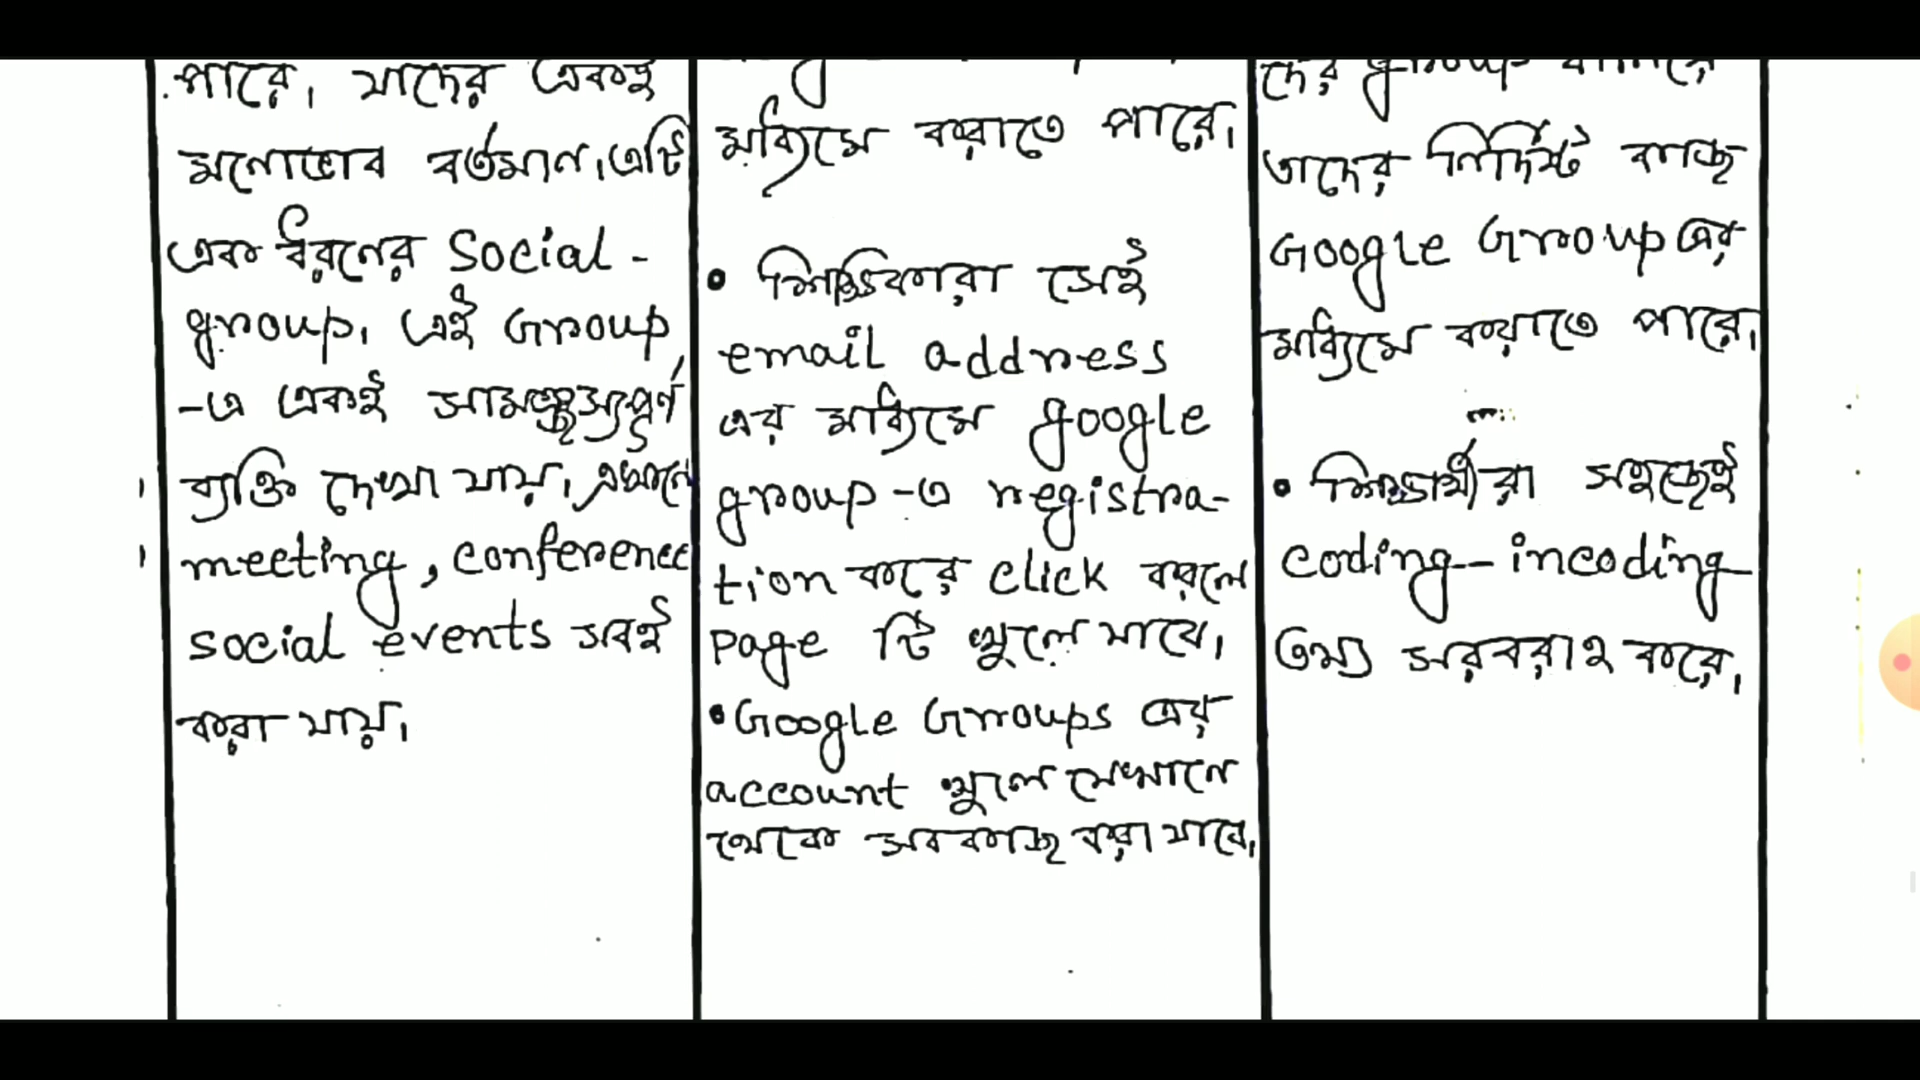 পারে। যাদের একই
মনোভাব বর্তমান। এটি
এক ধরণের Social-
group। এই Group
-এ একই সামঞ্জস্যপূর্ণ
ব্যক্তি দেখা যায়। এখানে
meeting, conference
social events সবই
করা যায়।
মাধ্যমে করাতে পারে।
• শিক্ষিকারা সেই
email address
এর মাধ্যমে google
group-এ registra-
tion করে click করলে
page টি খুলে যাবে।
• Google Groups এর
account খুলে সেখানে
থেকে সব কাজ করা যাবে।
দের group বানিয়ে
তাদের নির্দিষ্ট কাজ
Google Group এর
মাধ্যমে করাতে পারে।
• শিক্ষার্থীরা সহজেই
coding-incoding
তথ্য সরবরাহ করে।